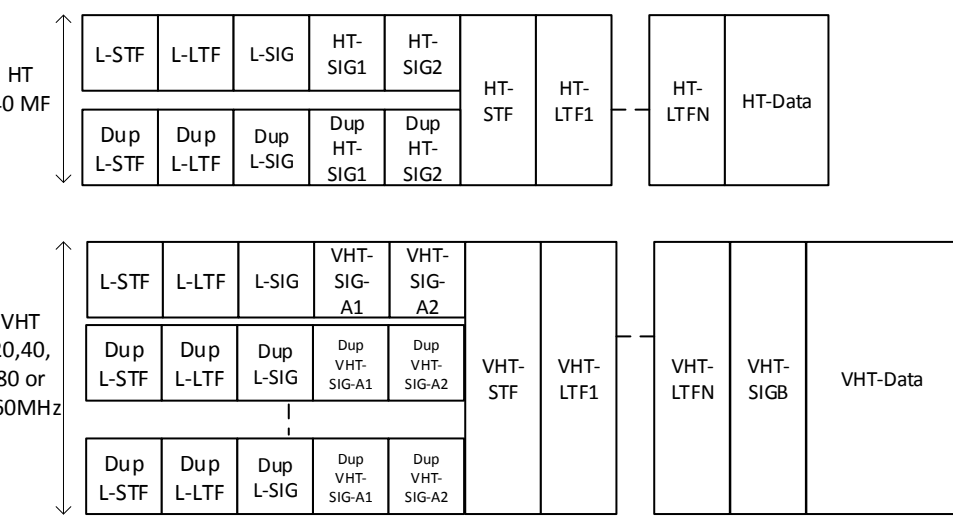 HT
40 MF
L-STF L-LTF L-SIG HT-SIG1 HT-SIG2
Dup L-STF Dup L-LTF Dup L-SIG Dup HT-SIG1 Dup HT-SIG2
HT-STF HT-LTF1 HT-LTFN HT-Data
VHT
20,40,
80 or
160MHz
L-STF L-LTF L-SIG VHT-SIG-A1 VHT-SIG-A2
Dup L-STF Dup L-LTF Dup L-SIG Dup VHT-SIG-A1 Dup VHT-SIG-A2
VHT-STF VHT-LTF1 VHT-LTFN VHT-SIGB VHT-Data
Dup L-STF Dup L-LTF Dup L-SIG Dup VHT-SIG-A1 Dup VHT-SIG-A2